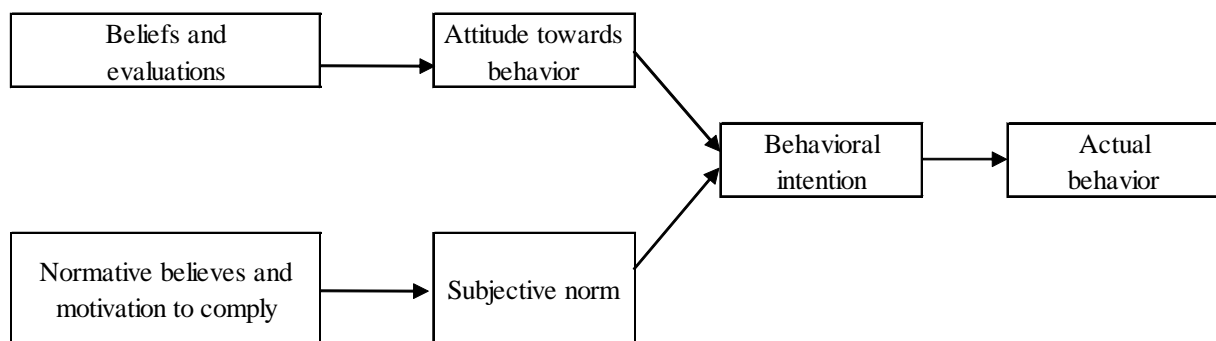 Beliefs and
evaluations
Attitude towards
behavior
Behavioral
intention
Actual
behavior
Normative believes and
motivation to comply
Subjective norm